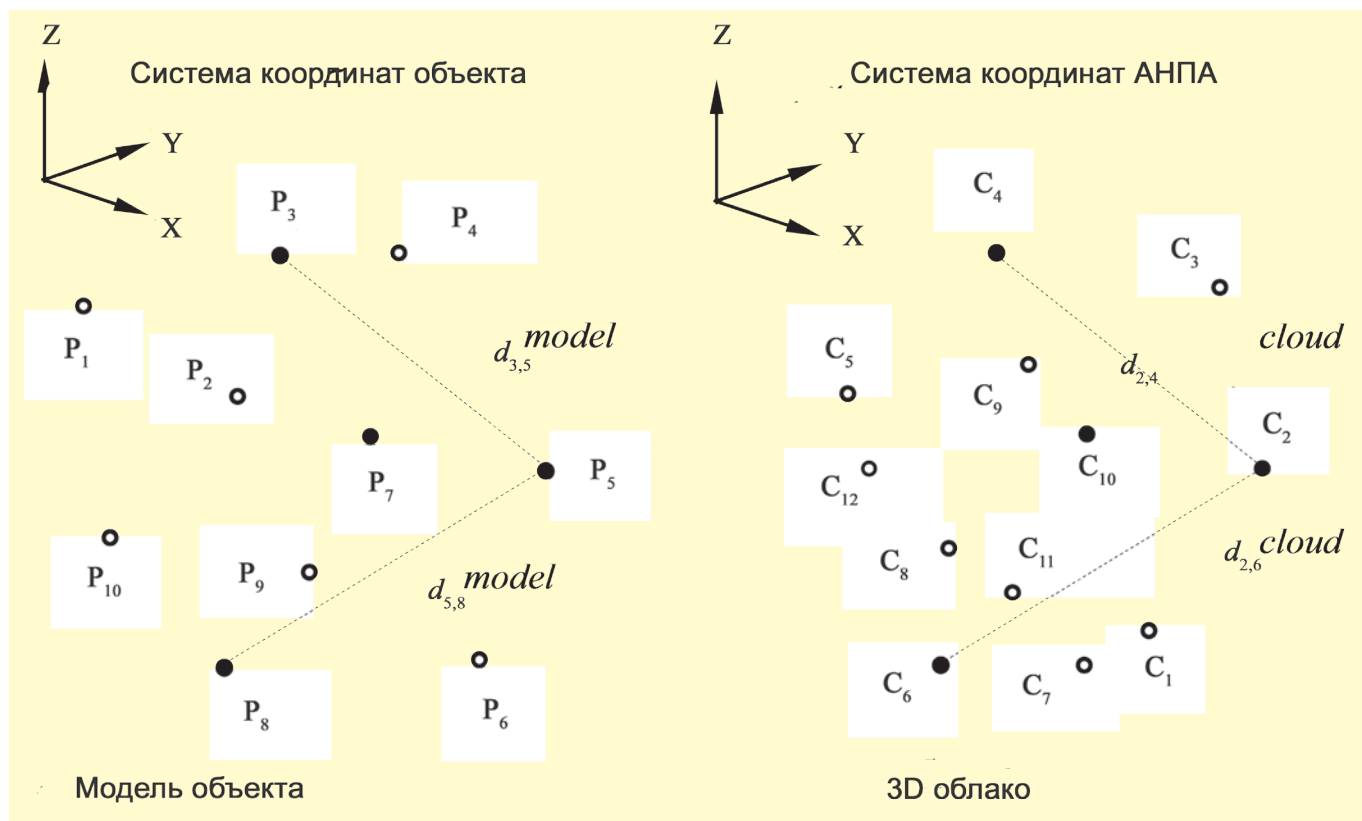 Z
Система координат объекта
Y
X
P3
P4
P1
P2
d3,5 model
P7
P5
P10
P9
d5,8 model
P8
P6
Модель объекта
Z
Система координат АНПА
Y
X
C4
C3
C5
C9
d2,4 cloud
C2
C12
C10
C8
C11
d2,6 cloud
C6
C7
C1
3D облако